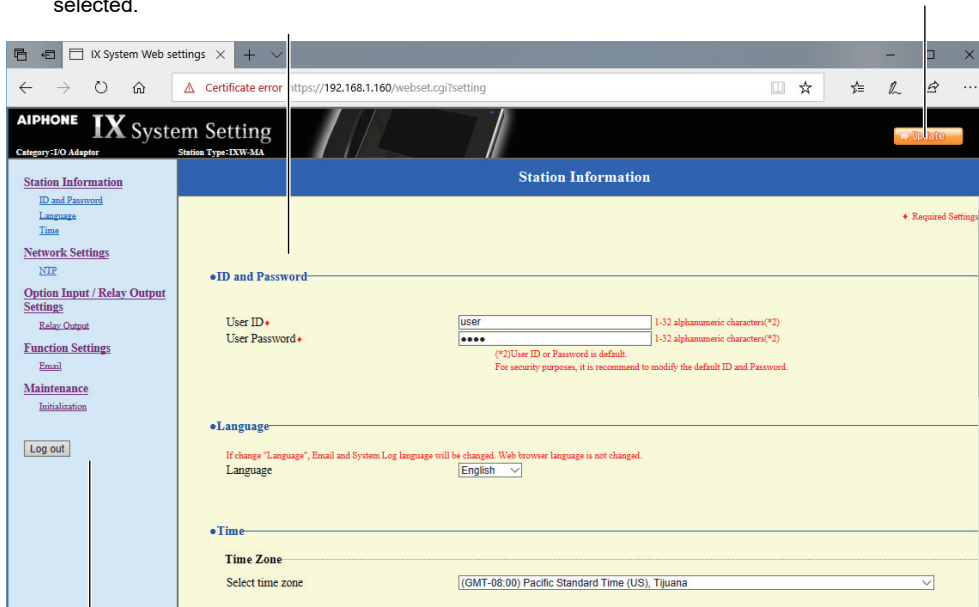 selected.
IX System Web settings
Certificate error https://192.168.1.160/webset.cgi?setting
AIPHONE IX System Setting
Category:I/O Adaptor Station Type:IXW-MA
Update
Station Information
ID and Password
Language
Time
Network Settings
NTP
Option Input / Relay Output
Settings
Relay Output
Function Settings
Email
Maintenance
Initialization
Log out
Station Information
♦ Required Settings
●ID and Password
User ID♦ user 1-32 alphanumeric characters(*2)
User Password♦ ●●●● 1-32 alphanumeric characters(*2)
(*2)User ID or Password is default.
For security purposes, it is recommend to modify the default ID and Password.
●Language
If change "Language", Email and System Log language will be changed. Web browser language is not changed.
Language English
●Time
Time Zone
Select time zone (GMT-08:00) Pacific Standard Time (US), Tijuana